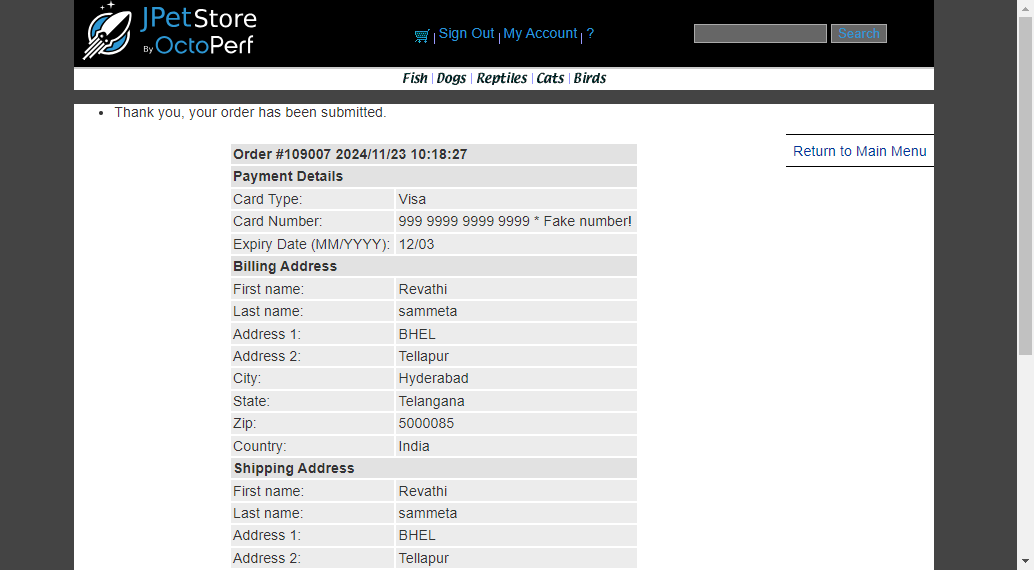 JPetStore
By OctoPerf
Sign Out | My Account | ?
Search
Fish | Dogs | Reptiles | Cats | Birds
Thank you, your order has been submitted.
Return to Main Menu
Order #109007 2024/11/23 10:18:27
Payment Details
Card Type: Visa
Card Number: 999 9999 9999 9999 * Fake number!
Expiry Date (MM/YYYY): 12/03
Billing Address
First name: Revathi
Last name: sammeta
Address 1: BHEL
Address 2: Tellapur
City: Hyderabad
State: Telangana
Zip: 5000085
Country: India
Shipping Address
First name: Revathi
Last name: sammeta
Address 1: BHEL
Address 2: Tellapur